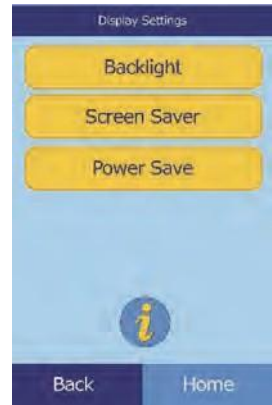 Display Settings
Backlight
Screen Saver
Power Save
i
Back Home